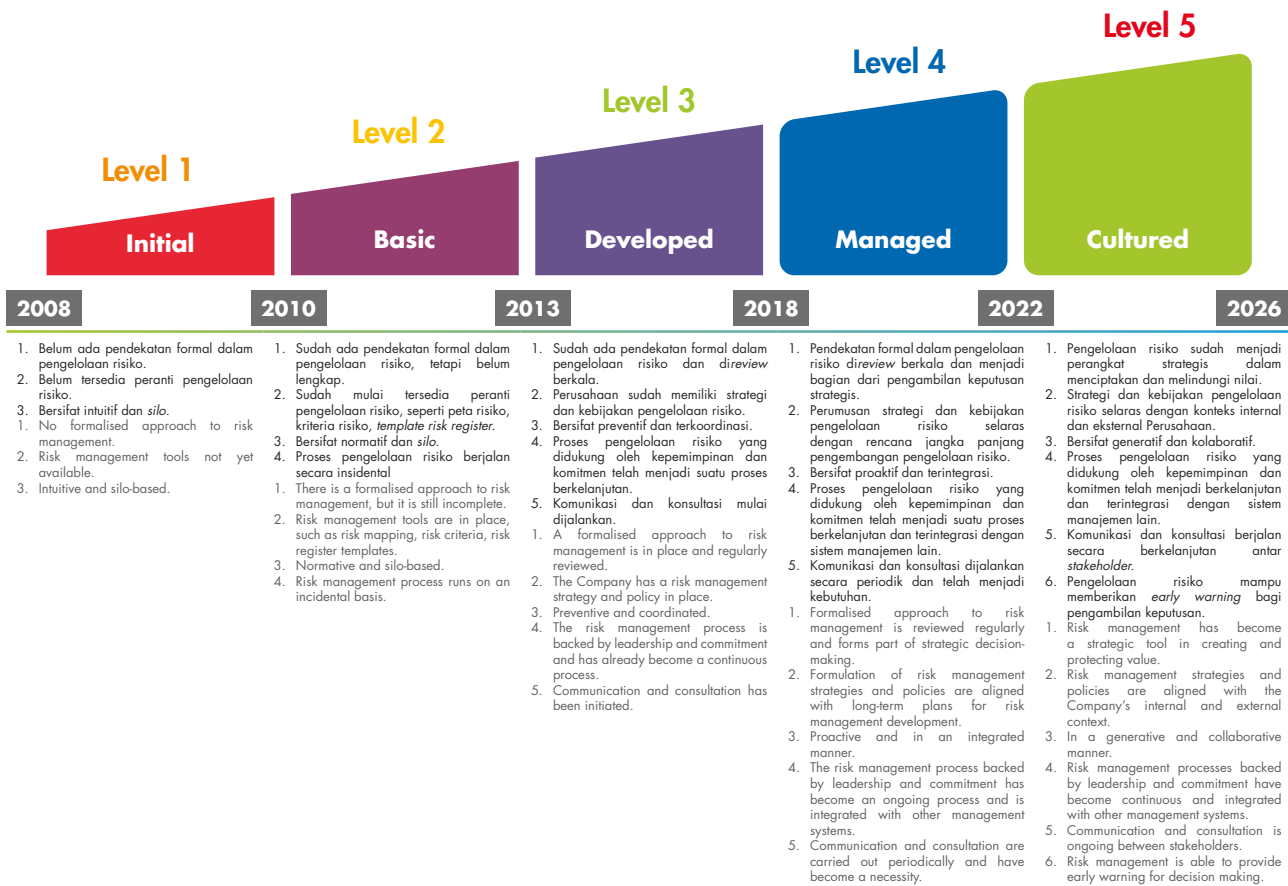 Level 1
Level 2
Level 3
Level 4
Level 5
Initial
Basic
Developed
Managed
Cultured
2008
2010
2013
2018
2022
2026
1. Belum ada pendekatan formal dalam
pengelolaan risiko.
2. Belum tersedia peranti pengelolaan
risiko.
3. Bersifat intuitif dan silo.
1. No formalised approach to risk
management.
2. Risk management tools not yet
available.
3. Intuitive and silo-based.
1. Sudah ada pendekatan formal dalam
pengelolaan risiko, tetapi belum
lengkap.
2. Sudah mulai tersedia peranti
pengelolaan risiko, seperti peta risiko,
kriteria risiko, template risk register.
3. Bersifat normatif dan silo.
4. Proses pengelolaan risiko berjalan
secara insidental
1. There is a formalised approach to risk
management, but it is still incomplete.
2. Risk management tools are in place,
such as risk mapping, risk criteria, risk
register templates.
3. Normative and silo-based.
4. Risk management process runs on an
incidental basis.
1. Sudah ada pendekatan formal dalam
pengelolaan risiko dan direview
berkala.
2. Perusahaan sudah memiliki strategi
dan kebijakan pengelolaan risiko.
3. Bersifat preventif dan terkoordinasi.
4. Proses pengelolaan risiko yang
didukung oleh kepemimpinan dan
komitmen telah menjadi suatu proses
berkelanjutan.
5. Komunikasi dan konsultasi mulai
dijalankan.
1. A formalised approach to risk
management is in place and regularly
reviewed.
2. The Company has a risk management
strategy and policy in place.
3. Preventive and coordinated.
4. The risk management process is
backed by leadership and commitment
and has already become a continuous
process.
5. Communication and consultation has
been initiated.
1. Pendekatan formal dalam pengelolaan
risiko direview berkala dan menjadi
bagian dari pengambilan keputusan
strategis.
2. Perumusan strategi dan kebijakan
pengelolaan risiko selaras
dengan rencana jangka panjang
pengembangan pengelolaan risiko.
3. Bersifat proaktif dan terintegrasi.
4. Proses pengelolaan risiko yang
didukung oleh kepemimpinan dan
komitmen telah menjadi suatu proses
berkelanjutan dan terintegrasi dengan
sistem manajemen lain.
5. Komunikasi dan konsultasi dijalankan
secara periodik dan telah menjadi
kebutuhan.
1. Formalised approach to risk
management is reviewed regularly
and forms part of strategic decision-
making.
2. Formulation of risk management
strategies and policies are aligned
with long-term plans for risk
management development.
3. Proactive and in an integrated
manner.
4. The risk management process backed
by leadership and commitment has
become an ongoing process and is
integrated with other management
systems.
5. Communication and consultation are
carried out periodically and have
become a necessity.
1. Pengelolaan risiko sudah menjadi
perangkat strategis dalam
menciptakan dan melindungi nilai.
2. Strategi dan kebijakan pengelolaan
risiko selaras dengan konteks internal
dan eksternal Perusahaan.
3. Bersifat generatif dan kolaboratif.
4. Proses pengelolaan risiko yang
didukung oleh kepemimpinan dan
komitmen telah menjadi berkelanjutan
dan terintegrasi dengan sistem
manajemen lain.
5. Komunikasi dan konsultasi berjalan
secara berkelanjutan antar
stakeholder.
6. Pengelolaan risiko mampu
memberikan early warning bagi
pengambilan keputusan.
1. Risk management has become
a strategic tool in creating and
protecting value.
2. Risk management strategies and
policies are aligned with the
Company's internal and external
context.
3. In a generative and collaborative
manner.
4. Risk management processes backed
by leadership and commitment have
become continuous and integrated
with other management systems.
5. Communication and consultation is
ongoing between stakeholders.
6. Risk management is able to provide
early warning for decision making.